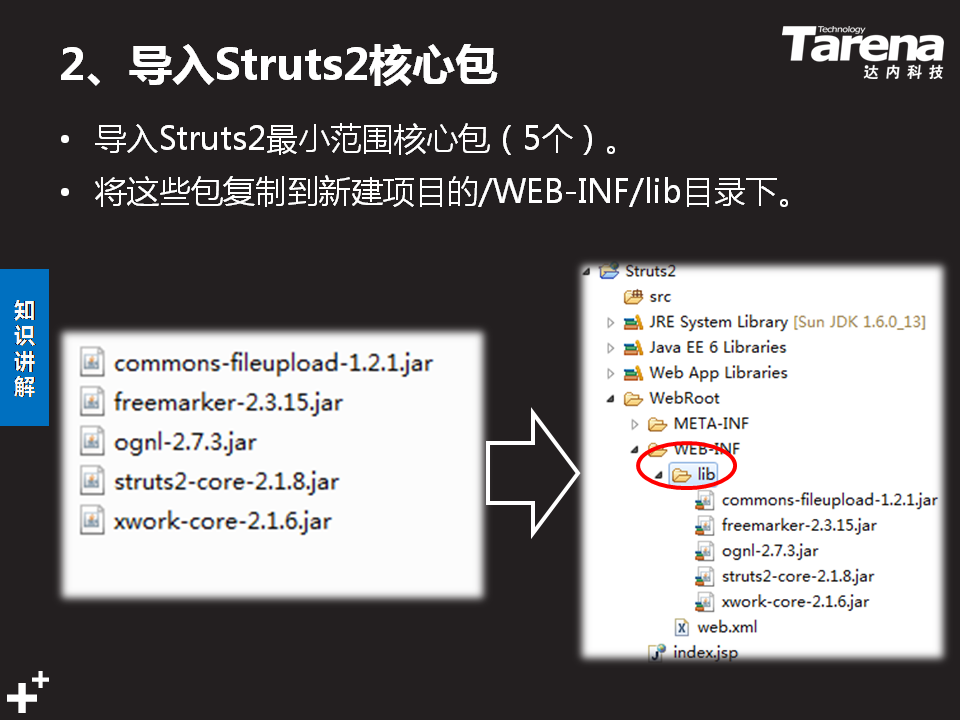 2、导入Struts2核心包
Technology
Tarena
达内科技
• 导入Struts2最小范围核心包（5个）。
• 将这些包复制到新建项目的/WEB-INF/lib目录下。
知识讲解
commons-fileupload-1.2.1.jar
freemarker-2.3.15.jar
ognl-2.7.3.jar
struts2-core-2.1.8.jar
xwork-core-2.1.6.jar
Struts2
src
JRE System Library [Sun JDK 1.6.0_13]
Java EE 6 Libraries
Web App Libraries
WebRoot
META-INF
WEB-INF
lib
commons-fileupload-1.2.1.jar
freemarker-2.3.15.jar
ognl-2.7.3.jar
struts2-core-2.1.8.jar
xwork-core-2.1.6.jar
web.xml
index.jsp